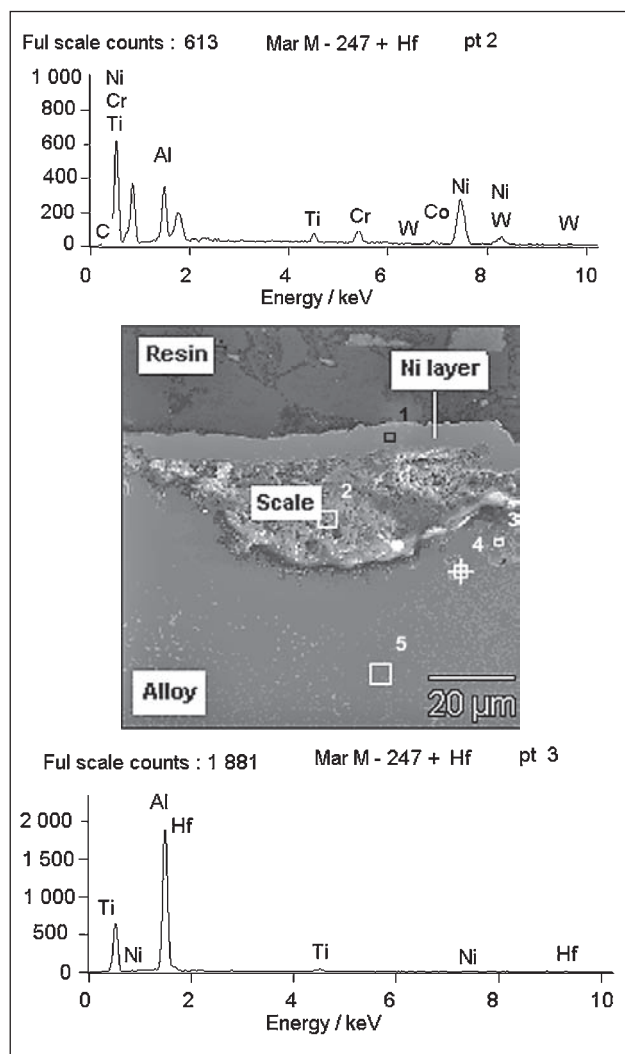 Ful scale counts : 613 Mar M - 247 + Hf pt 2
1 000
800
600
400
200
0
Ni
Cr
Ti
C
Al
Ti
Cr
W
Co
Ni
Ni
W
W
0 2 4 6 8 10
Energy / keV
Resin
Ni layer
1
Scale
2
3
4
5
Alloy
20 µm
Ful scale counts : 1 881 Mar M - 247 + Hf pt 3
2 000
1 500
1 000
500
0
Al
Hf
Ti
Ni
Ti
Ni
Hf
0 2 4 6 8 10
Energy / keV